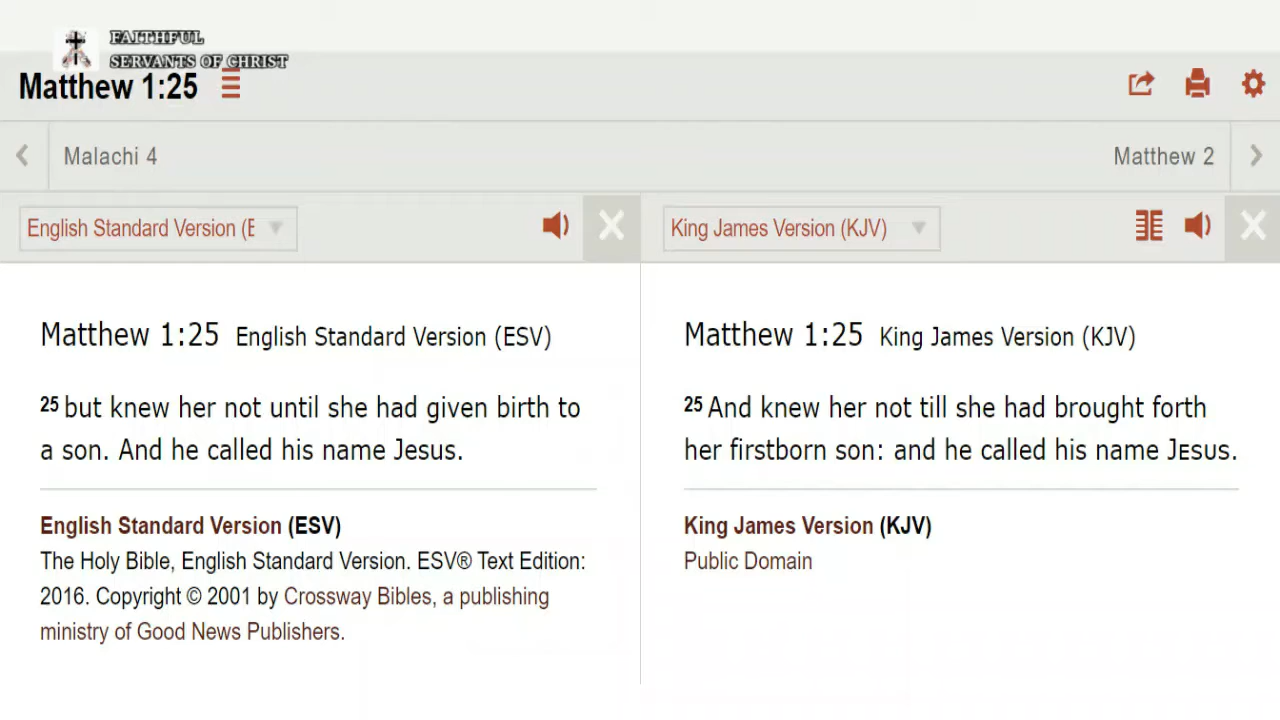 FAITHFUL
SERVANTS OF CHRIST
Matthew 1:25
Malachi 4
Matthew 2
English Standard Version (E
King James Version (KJV)
Matthew 1:25 English Standard Version (ESV)
25 but knew her not until she had given birth to
a son. And he called his name Jesus.
English Standard Version (ESV)
The Holy Bible, English Standard Version. ESV® Text Edition:
2016. Copyright © 2001 by Crossway Bibles, a publishing
ministry of Good News Publishers.
Matthew 1:25 King James Version (KJV)
25 And knew her not till she had brought forth
her firstborn son: and he called his name Jesus.
King James Version (KJV)
Public Domain